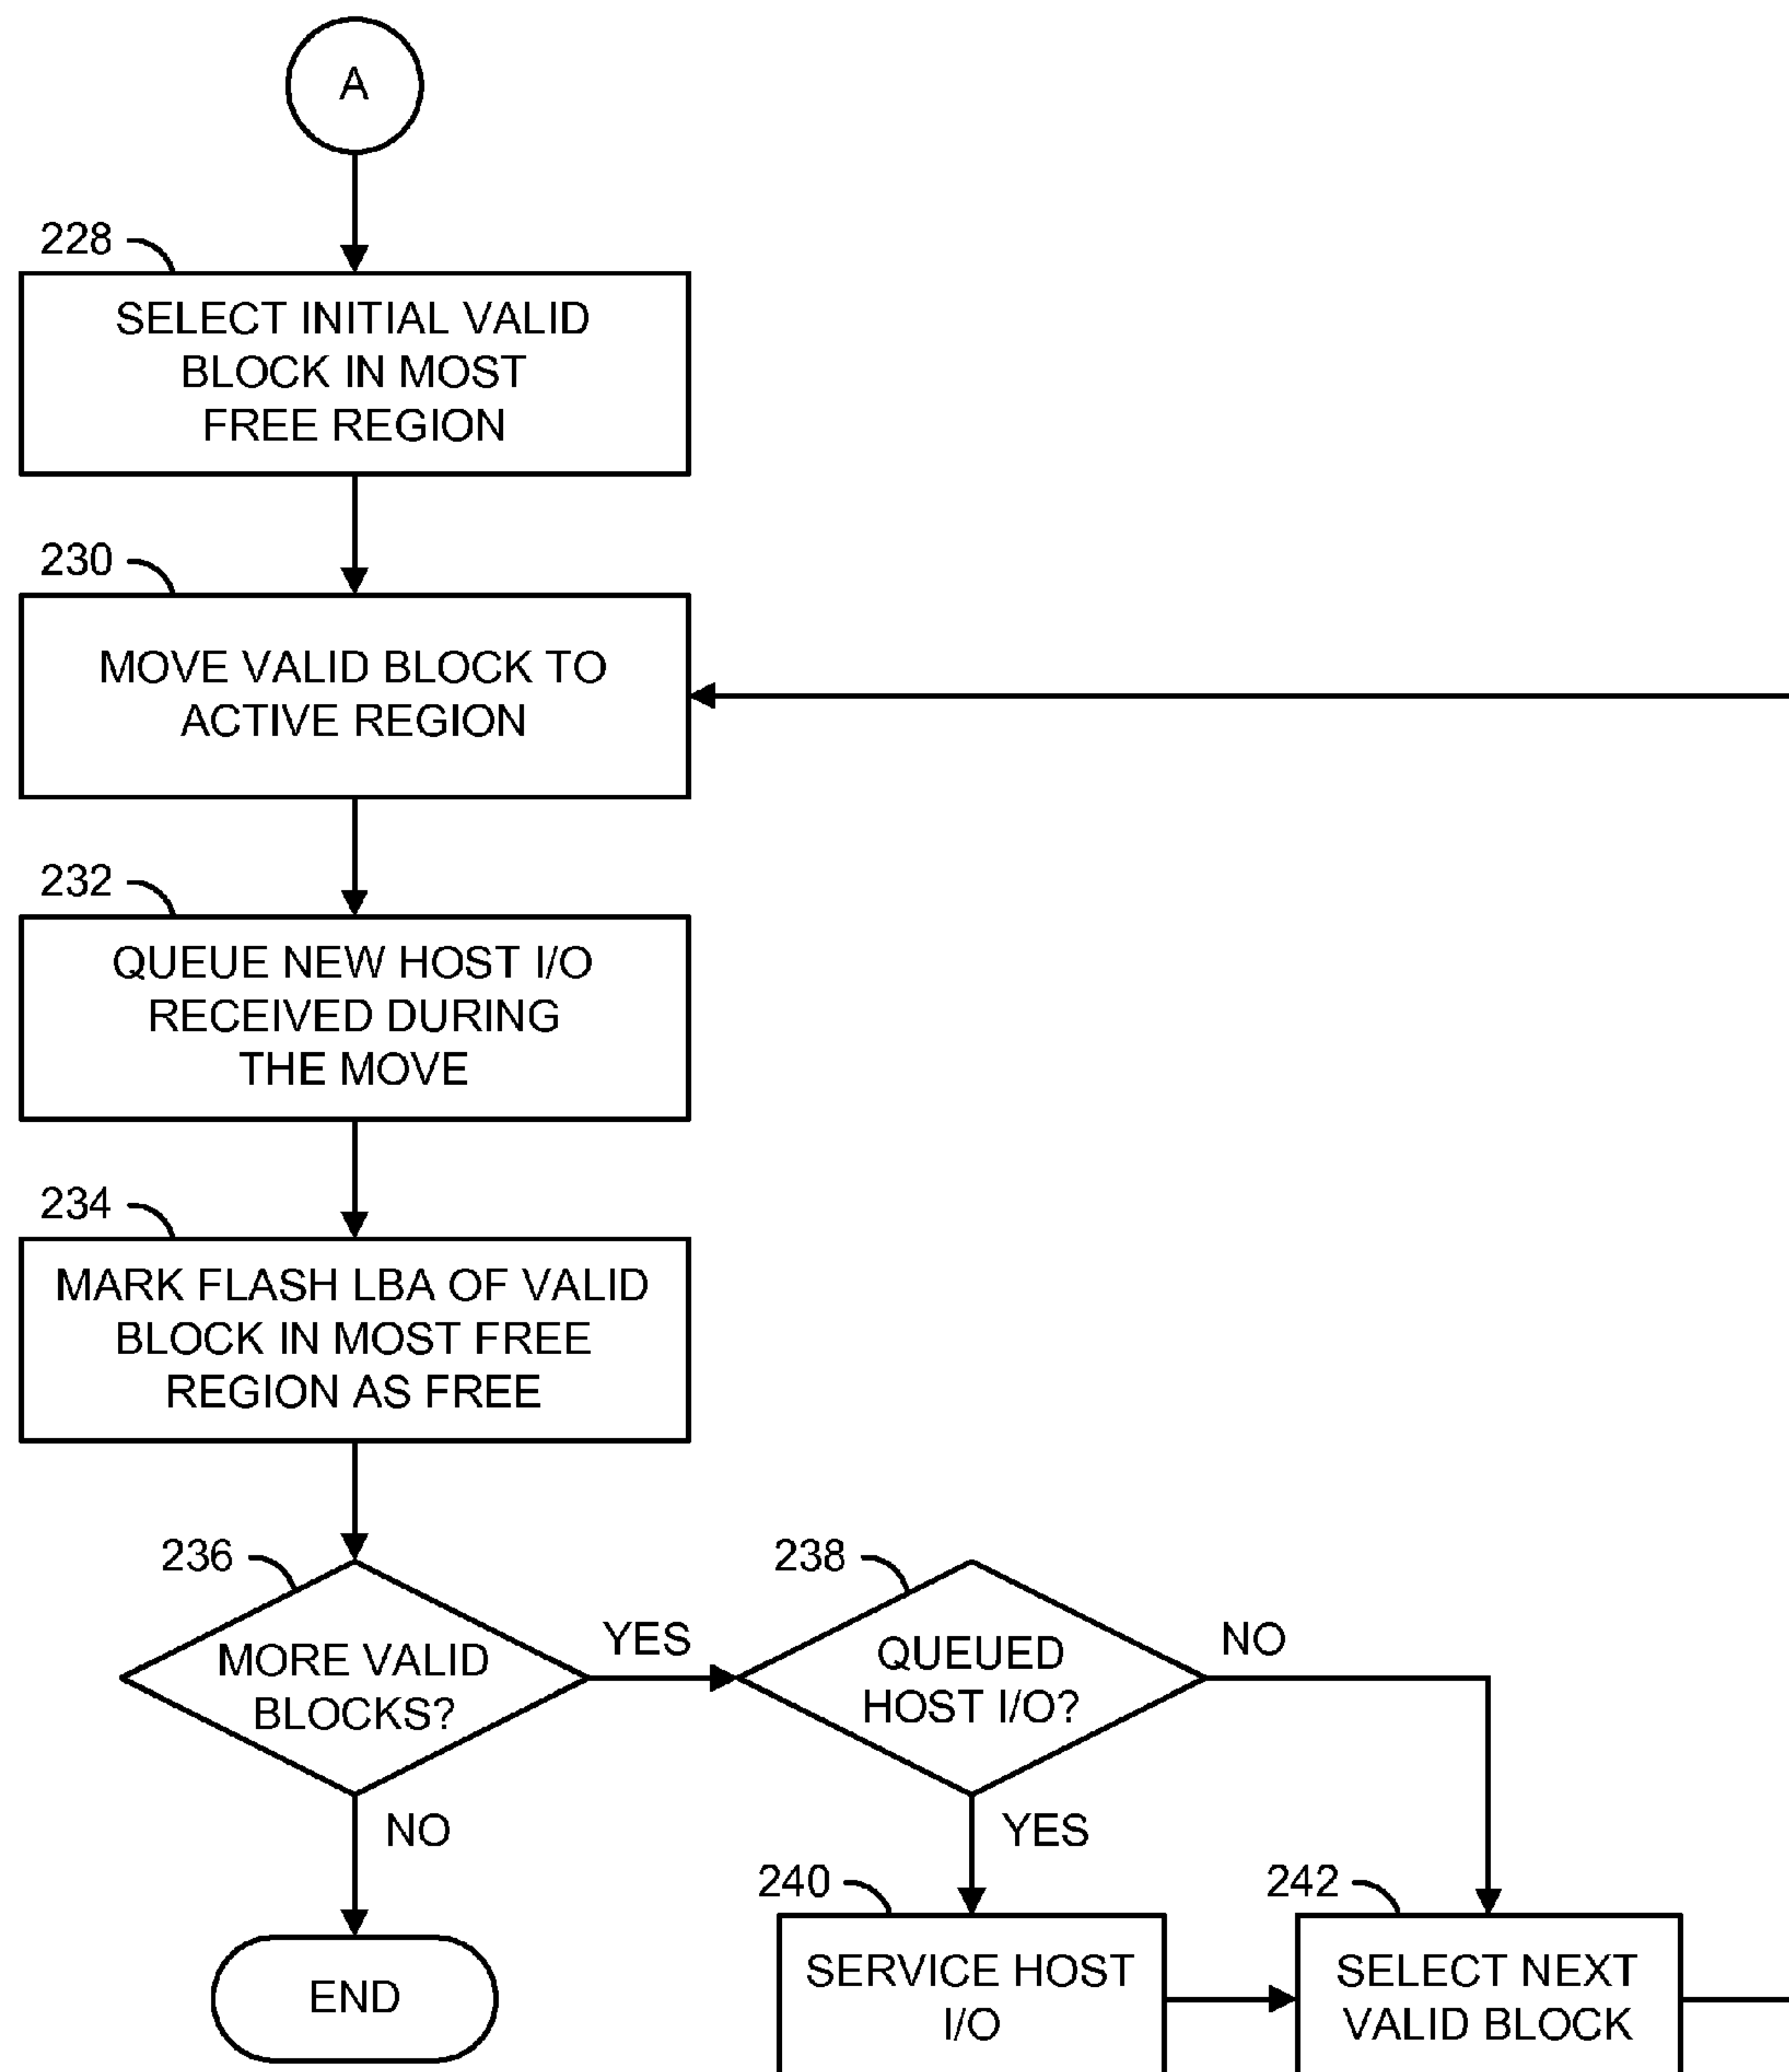 A
228
SELECT INITIAL VALID
BLOCK IN MOST
FREE REGION
230
MOVE VALID BLOCK TO
ACTIVE REGION
232
QUEUE NEW HOST I/O
RECEIVED DURING
THE MOVE
234
MARK FLASH LBA OF VALID
BLOCK IN MOST FREE
REGION AS FREE
236
MORE VALID
BLOCKS?
YES
NO
238
QUEUED
HOST I/O?
NO
YES
240
SERVICE HOST
I/O
242
SELECT NEXT
VALID BLOCK
END